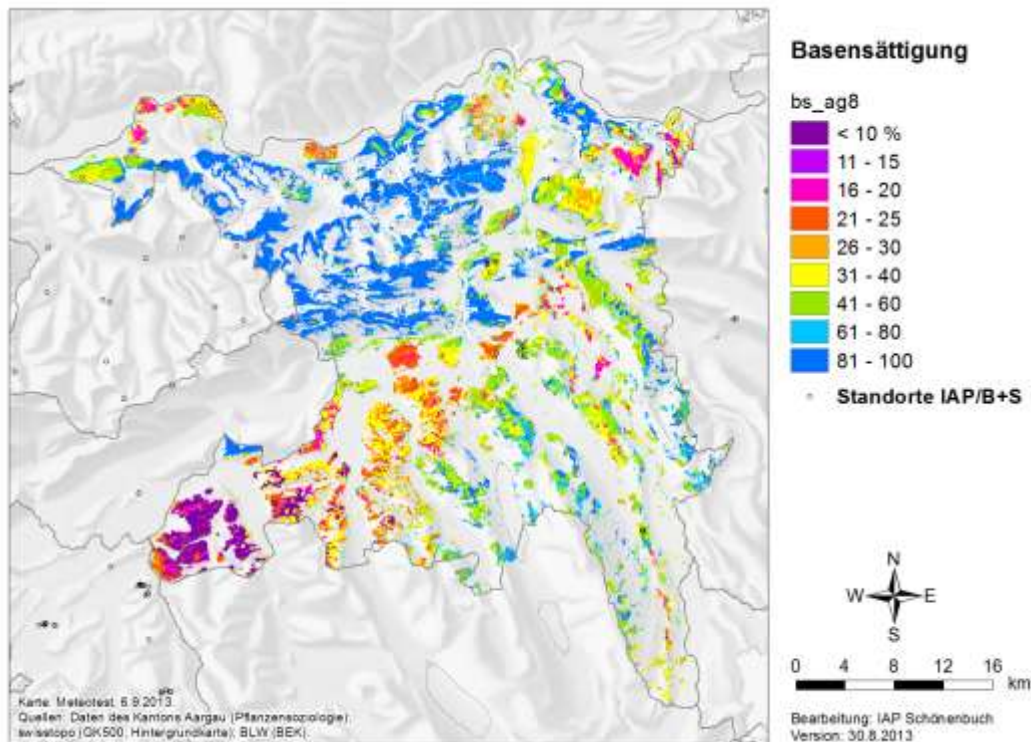 Basensättigung
bs_ag8
< 10 %
11 - 15
16 - 20
21 - 25
26 - 30
31 - 40
41 - 60
61 - 80
81 - 100
Standorte IAP/B+S
N
W E
S
0 4 8 12 16
km
Karte: Meteotest, 6.9.2013
Quellen: Daten des Kantons Aargau (Pflanzensoziologie);
swisstopo (GK500, Hintergrundkarte); BLW (BEK).
Bearbeitung: IAP Schönenbuch
Version: 30.8.2013